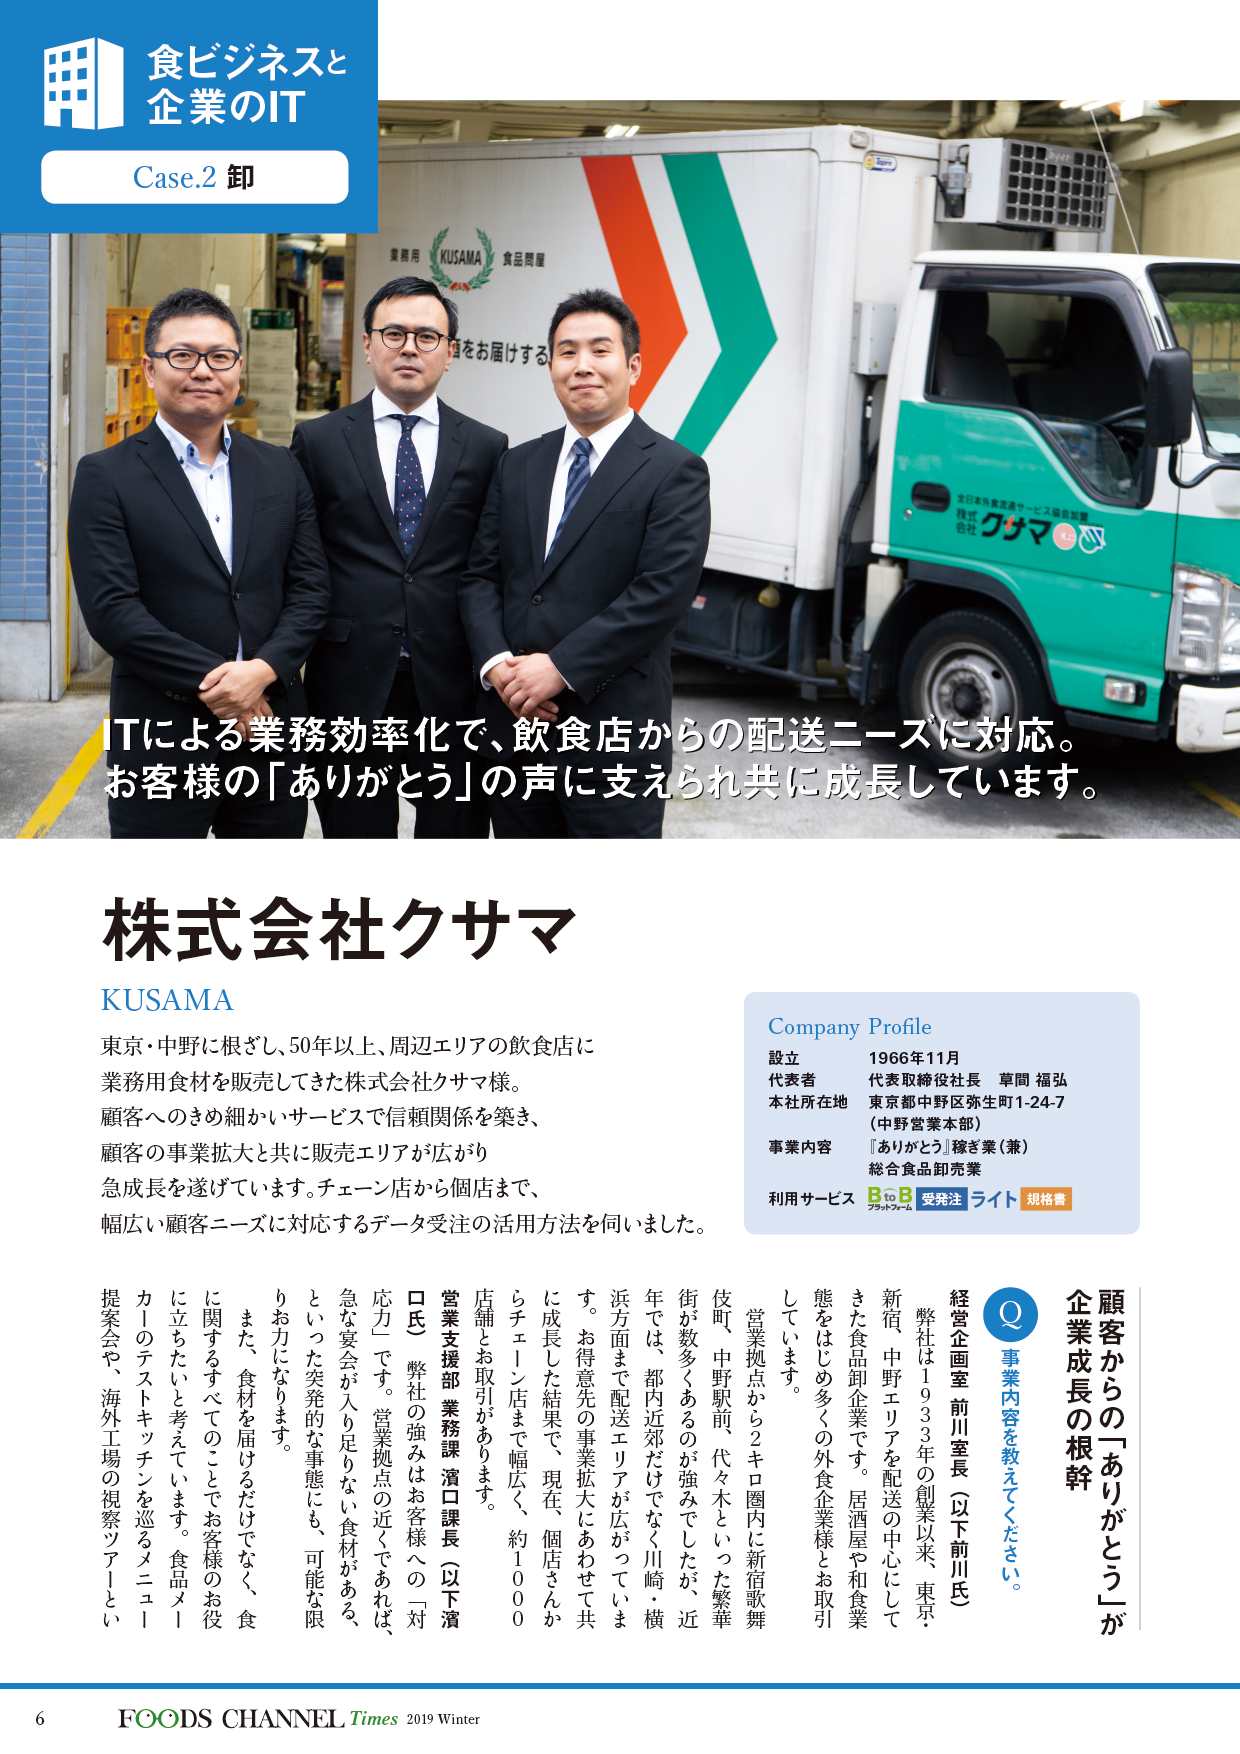 食ビジネスと
企業のIT
Case.2 卸
業務用 KUSAMA 食品問屋
酒をお届けする
全日本外食流通サービス協会加盟
株式会社 クサマ
ITによる業務効率化で、飲食店からの配送ニーズに対応。
お客様の「ありがとう」の声に支えられ共に成長しています。
株式会社クサマ
KUSAMA
東京・中野に根ざし、50年以上、周辺エリアの飲食店に
業務用食材を販売してきた株式会社クサマ様。
顧客へのきめ細かいサービスで信頼関係を築き、
顧客の事業拡大と共に販売エリアが広がり
急成長を遂げています。チェーン店から個店まで、
幅広い顧客ニーズに対応するデータ受注の活用方法を伺いました。
Company Profile
設立 1966年11月
代表者 代表取締役社長 草間 福弘
本社所在地 東京都中野区弥生町1-24-7
（中野営業本部）
事業内容 『ありがとう』稼ぎ業（兼）
総合食品卸売業
利用サービス BtoB プラットフォーム 受発注 ライト 規格書
顧客からの「ありがとう」が
企業成長の根幹
Q 事業内容を教えてください。
経営企画室 前川室長（以下前川氏）
弊社は1933年の創業以来、東京・
新宿、中野エリアを配送の中心にして
きた食品卸企業です。居酒屋や和食業
態をはじめ多くの外食企業様とお取引
しています。
営業拠点から2キロ圏内に新宿歌舞
伎町、中野駅前、代々木といった繁華
街が数多くあるのが強みでしたが、近
年では、都内近郊だけでなく川崎・横
浜方面まで配送エリアが広がっていま
す。お得意先の事業拡大にあわせて共
に成長した結果で、現在、個店さんか
らチェーン店まで幅広く、約1000
店舗とお取引があります。
営業支援部 業務課 濱口課長（以下濱
口氏） 弊社の強みはお客様への「対
応力」です。営業拠点の近くであれば、
急な宴会が入り足りない食材がある、
といった突発的な事態にも、可能な限
りお力になります。
また、食材を届けるだけでなく、食
に関するすべてのことでお客様のお役
に立ちたいと考えています。食品メー
カーのテストキッチンを巡るメニュー
提案会や、海外工場の視察ツアーとい
6 FOODS CHANNEL Times 2019 Winter